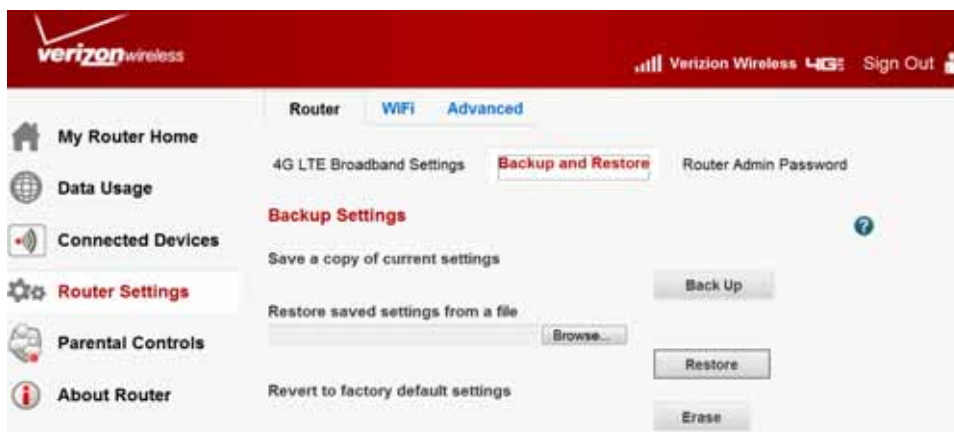 verizonwireless
Verizion Wireless 4GLTE Sign Out
Router WiFi Advanced
My Router Home
4G LTE Broadband Settings Backup and Restore Router Admin Password
Data Usage
Backup Settings
?
Connected Devices
Save a copy of current settings
Back Up
Router Settings
Restore saved settings from a file
Browse...
Parental Controls
Restore
About Router
Revert to factory default settings
Erase